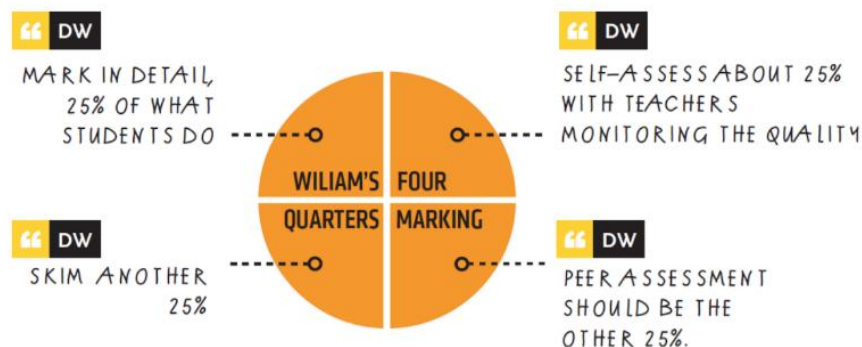 “ DW
MARK IN DETAIL,
25% OF WHAT
STUDENTS DO
“ DW
SELF-ASSESS ABOUT 25%
WITH TEACHERS
MONITORING THE QUALITY
WILIAM'S FOUR
QUARTERS MARKING
“ DW
SKIM ANOTHER
25%
“ DW
PEER ASSESSMENT
SHOULD BE THE
OTHER 25%.